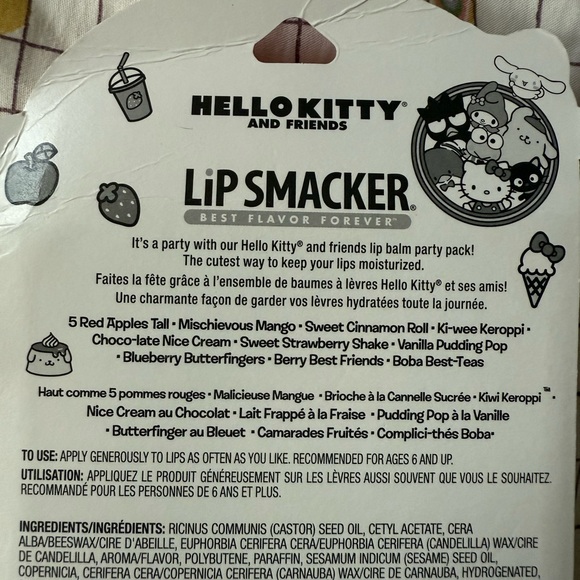 HELLO KITTY®
AND FRIENDS
LiP SMACKER®
BEST FLAVOR FOREVER™
It's a party with our Hello Kitty® and friends lip balm party pack!
The cutest way to keep your lips moisturized.
Faites la fête grâce à l'ensemble de baumes à lèvres Hello Kitty® et ses amis!
Une charmante façon de garder vos lèvres hydratées toute la journée.
5 Red Apples Tall • Mischievous Mango • Sweet Cinnamon Roll • Ki-wee Keroppi •
Choco-late Nice Cream • Sweet Strawberry Shake • Vanilla Pudding Pop
• Blueberry Butterfingers • Berry Best Friends • Boba Best-Teas
Haut comme 5 pommes rouges • Malicieuse Mangue • Brioche à la Cannelle Sucrée • Kiwi Keroppi™ •
Nice Cream au Chocolat • Lait Frappé à la Fraise • Pudding Pop à la Vanille
• Butterfinger au Bleuet • Camarades Fruités • Complici-thés Boba•
TO USE: APPLY GENEROUSLY TO LIPS AS OFTEN AS YOU LIKE. RECOMMENDED FOR AGES 6 AND UP.
UTILISATION: APPLIQUEZ LE PRODUIT GÉNÉREUSEMENT SUR LES LÈVRES AUSSI SOUVENT QUE VOUS LE SOUHAITEZ.
RECOMMANDÉ POUR LES PERSONNES DE 6 ANS ET PLUS.
INGREDIENTS/INGRÉDIENTS: RICINUS COMMUNIS (CASTOR) SEED OIL, CETYL ACETATE, CERA
ALBA/BEESWAX/CIRE D'ABEILLE, EUPHORBIA CERIFERA CERA/EUPHORBIA CERIFERA (CANDELILLA) WAX/CIRE
DE CANDELILLA, AROMA/FLAVOR, POLYBUTENE, PARAFFIN, SESAMUM INDICUM (SESAME) SEED OIL,
COPERNICIA, CERIFERA CERA/COPERNICIA CERIFERA (CARNAUBA) WAX/CIRE DE CARNAUBA, HYDROGENATED,